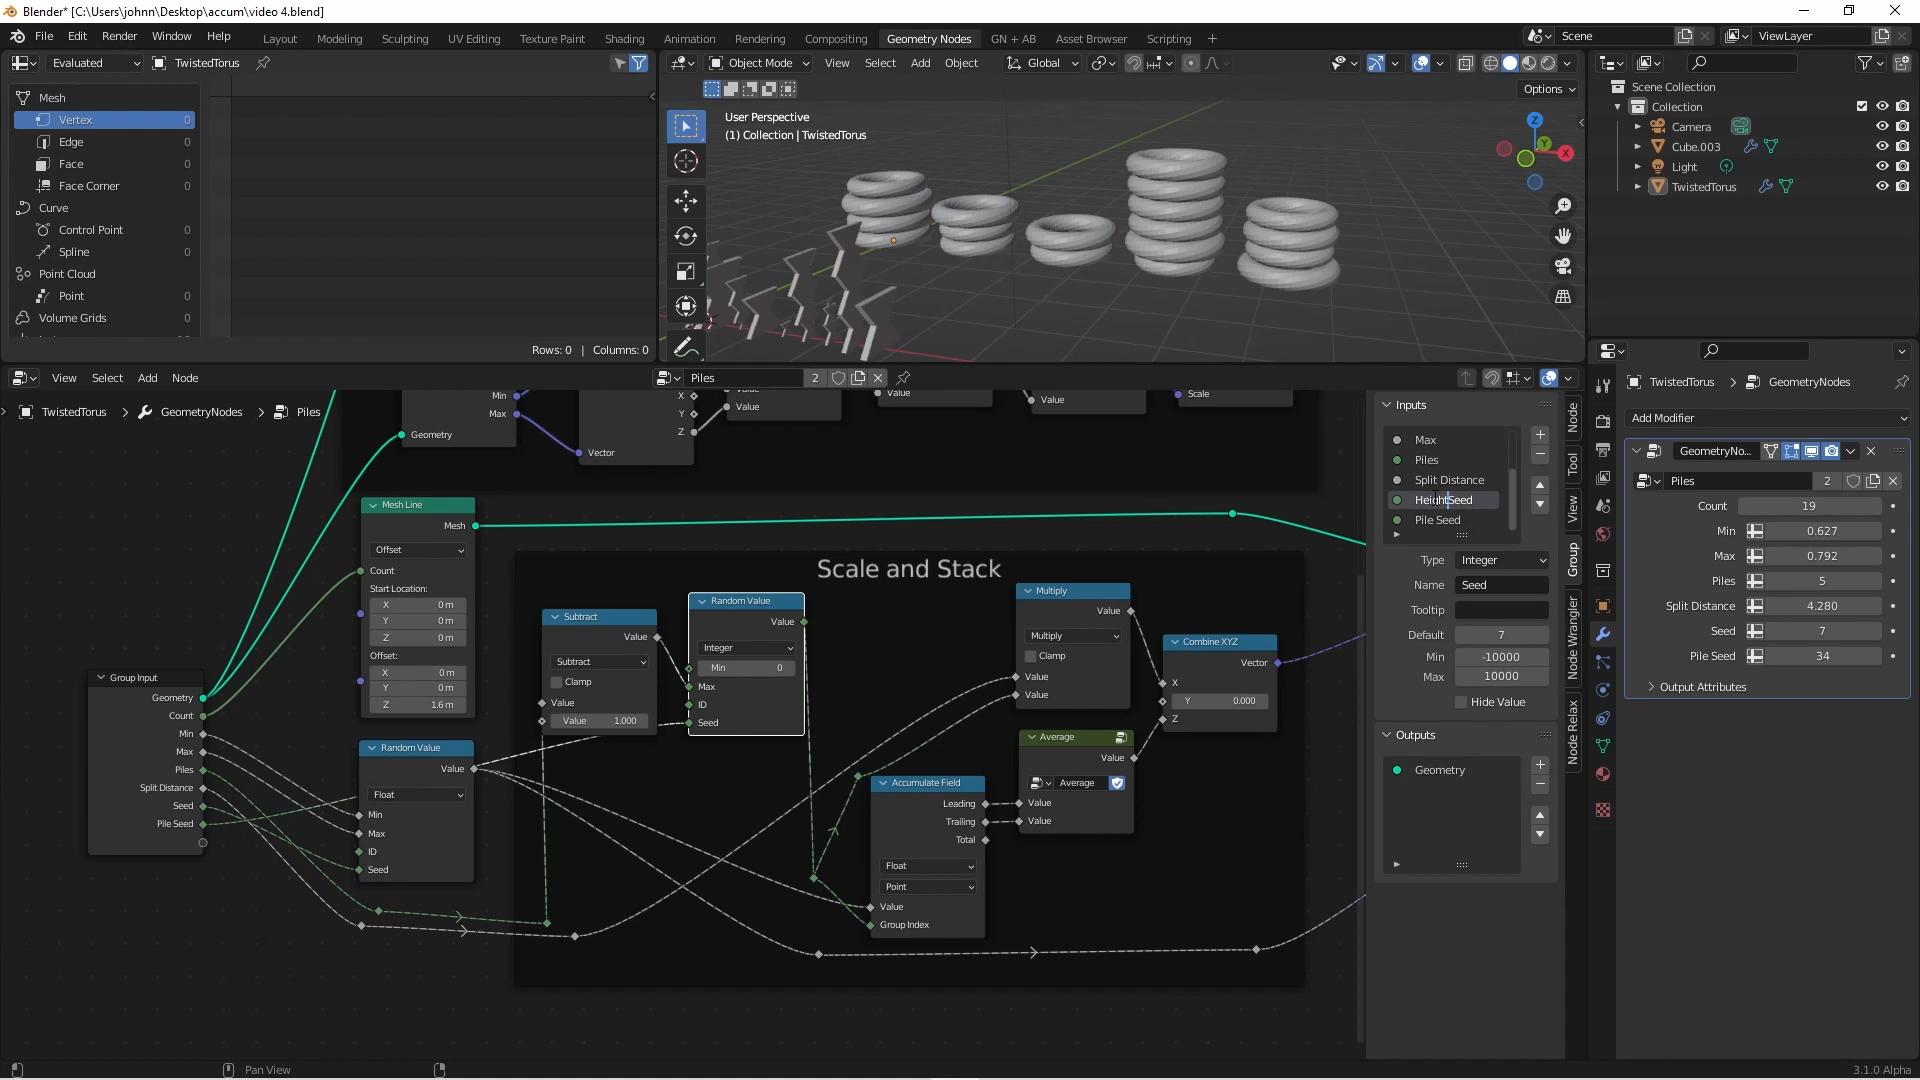 Blender* [C:\Users\johnn\Desktop\accum\video 4.blend]
File Edit Render Window Help Layout Modeling Sculpting UV Editing Texture Paint Shading Animation Rendering Compositing Geometry Nodes GN + AB Asset Browser Scripting + Scene ViewLayer
Evaluated TwistedTorus
Mesh
Vertex 0
Edge 0
Face 0
Face Corner 0
Curve
Control Point 0
Spline 0
Point Cloud
Point 0
Volume Grids 0
Rows: 0 | Columns: 0
Object Mode View Select Add Object Global
Options
User Perspective
(1) Collection | TwistedTorus
Z
Y
X
Scene Collection
Collection
Camera
Cube.003
Light
TwistedTorus
View Select Add Node Piles 2
TwistedTorus > GeometryNodes > Piles
Min
Max
Geometry
X
Y
Z
Vector
Value
Value
Value
Scale
Mesh Line
Mesh
Offset
Count
Start Location:
X 0 m
Y 0 m
Z 0 m
Offset:
X 0 m
Y 0 m
Z 1.6 m
Group Input
Geometry
Count
Min
Max
Piles
Split Distance
Seed
Pile Seed
Random Value
Value
Float
Min
Max
ID
Seed
Scale and Stack
Subtract
Value
Subtract
Clamp
Value
Value 1.000
Random Value
Value
Integer
Min 0
Max
ID
Seed
Multiply
Value
Multiply
Clamp
Value
Value
Combine XYZ
Vector
X
Y 0.000
Z
Average
Value
Average
Value
Value
Accumulate Field
Leading
Trailing
Total
Float
Point
Value
Group Index
Inputs
Max
Piles
Split Distance
HeightSeed
Pile Seed
Type Integer
Name Seed
Tooltip
Default 7
Min -10000
Max 10000
Hide Value
Outputs
Geometry
Node
Tool
View
Group
Node Wrangler
Node Relax
TwistedTorus > GeometryNodes
Add Modifier
GeometryNo...
Piles 2
Count 19
Min 0.627
Max 0.792
Piles 5
Split Distance 4.280
Seed 7
Pile Seed 34
Output Attributes
Pan View
3.1.0 Alpha